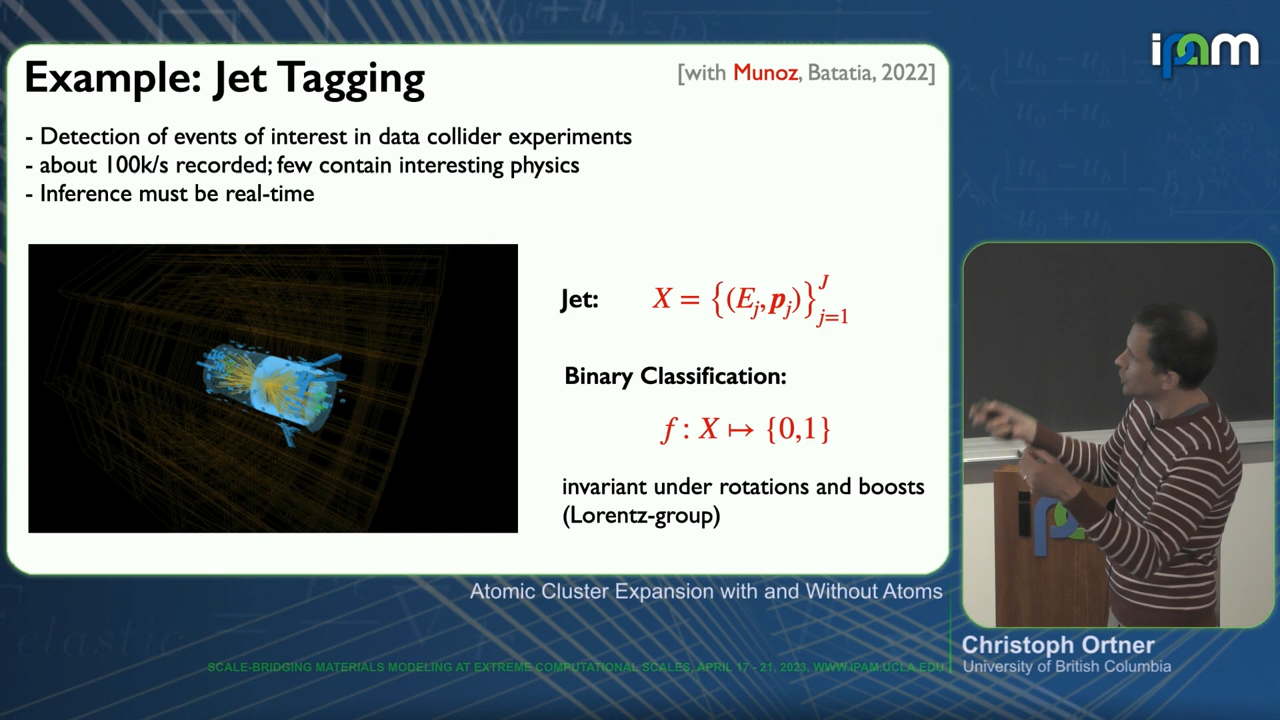 Example: Jet Tagging
[with Munoz, Batatia, 2022]
- Detection of events of interest in data collider experiments
- about 100k/s recorded; few contain interesting physics
- Inference must be real-time
Jet: X = {(E_j, p_j)}_{j=1}^J
Binary Classification:
f : X ↦ {0,1}
invariant under rotations and boosts
(Lorentz-group)
ipam
Atomic Cluster Expansion with and Without Atoms
Christoph Ortner
University of British Columbia
SCALE-BRIDGING MATERIALS MODELING AT EXTREME COMPUTATIONAL SCALES, APRIL 17 - 21, 2023, WWW.IPAM.UCLA.EDU
elastic